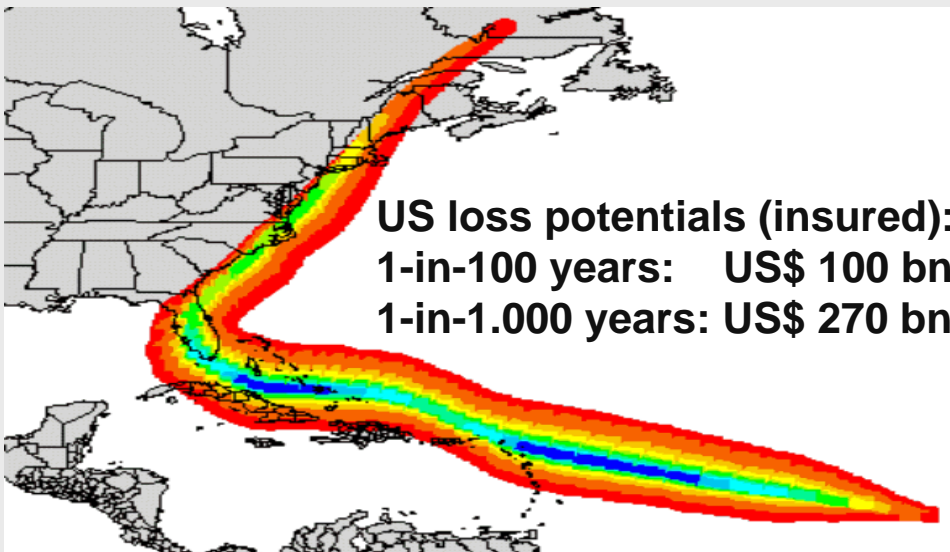 US loss potentials (insured):
1-in-100 years: US$ 100 bn
1-in-1.000 years: US$ 270 bn